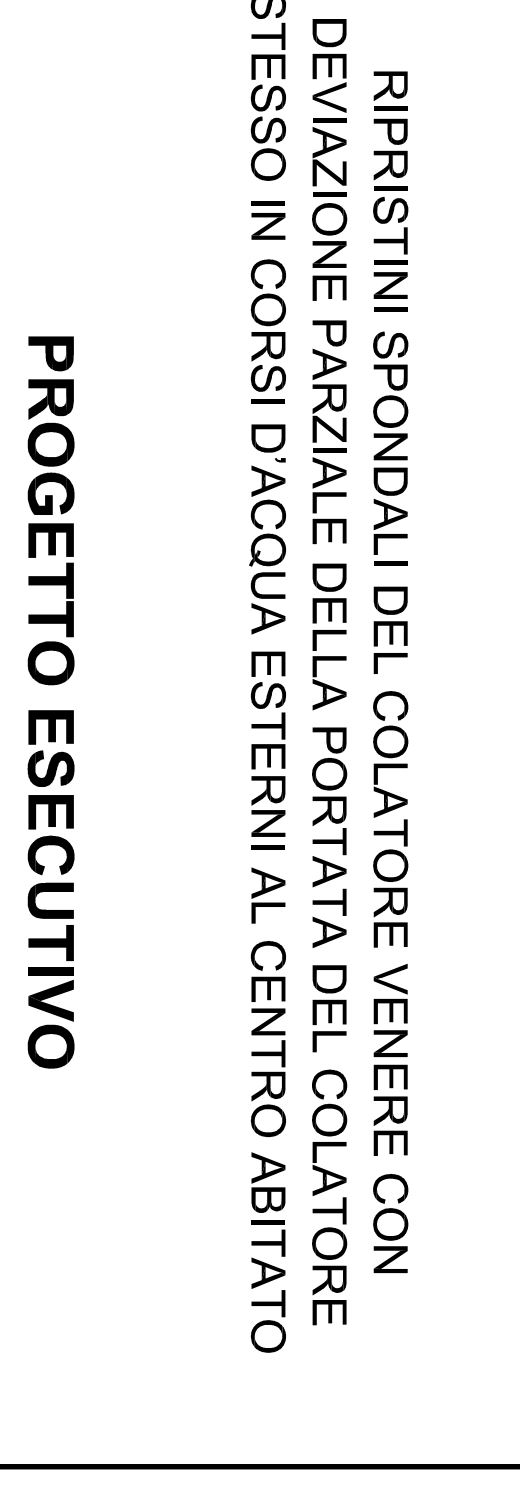 RIPRISTINI SPONDALI DEL COLATORE VENERE CON
DEVIAZIONE PARZIALE DELLA PORTATA DEL COLATORE
STESSO IN CORSI D'ACQUA ESTERNI AL CENTRO ABITATO
PROGETTO ESECUTIVO